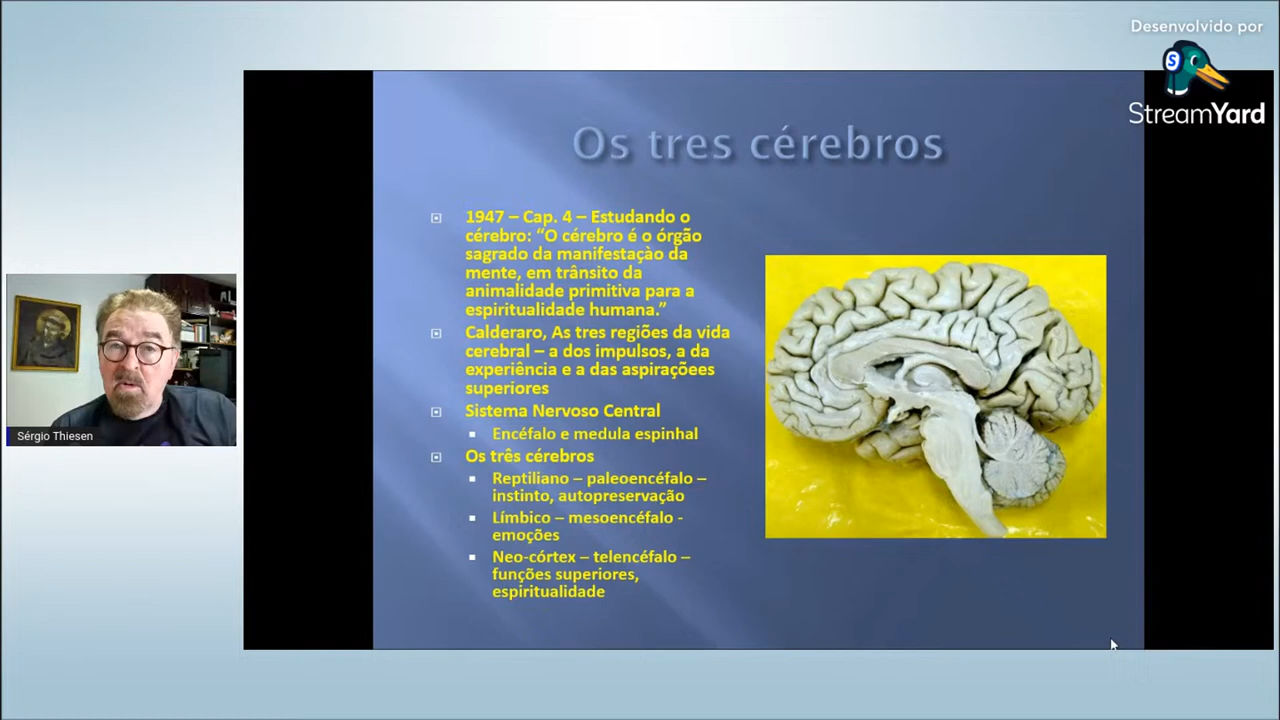 Desenvolvido por
StreamYard
Os tres cérebros
1947 – Cap. 4 – Estudando o
cérebro: “O cérebro é o órgão
sagrado da manifestaçào da
mente, em trânsito da
animalidade primitiva para a
espiritualidade humana.”
Calderaro, As tres regiões da vida
cerebral – a dos impulsos, a da
experiência e a das aspiraçõees
superiores
Sistema Nervoso Central
Encéfalo e medula espinhal
Os três cérebros
Reptiliano – paleoencéfalo –
instinto, autopreservação
Límbico – mesoencéfalo -
emoções
Neo-córtex – telencéfalo –
funções superiores,
espiritualidade
Sérgio Thiesen